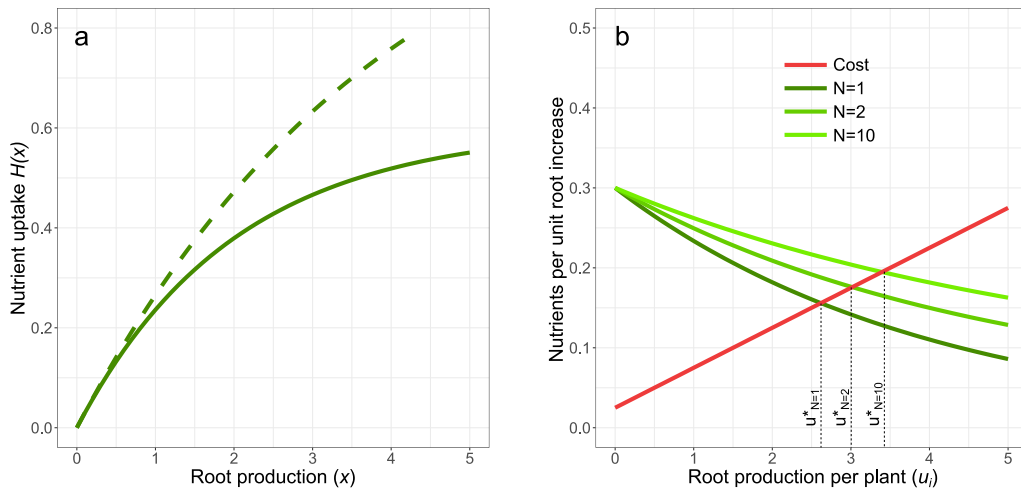 a
Nutrient uptake H(x)
0.8
0.6
0.4
0.2
0.0
0 1 2 3 4 5
Root production (x)
b
Nutrients per unit root increase
0.5
0.4
0.3
0.2
0.1
0.0
Cost
N=1
N=2
N=10
u*N=1
u*N=2
u*N=10
0 1 2 3 4 5
Root production per plant (ui)